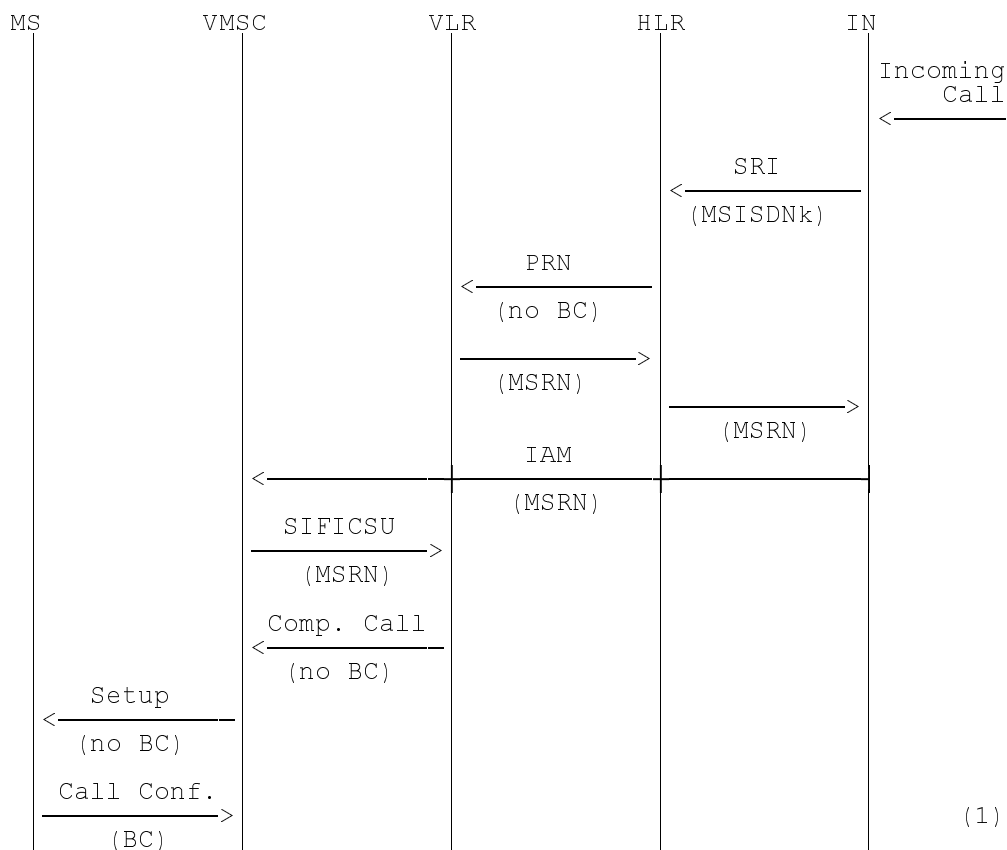 MS VMSC VLR HLR IN
Incoming
Call
SRI
(MSISDNk)
PRN
(no BC)
(MSRN)
(MSRN)
IAM
(MSRN)
SIFICSU
(MSRN)
Comp. Call
(no BC)
Setup
(no BC)
Call Conf.
(1)
(BC)